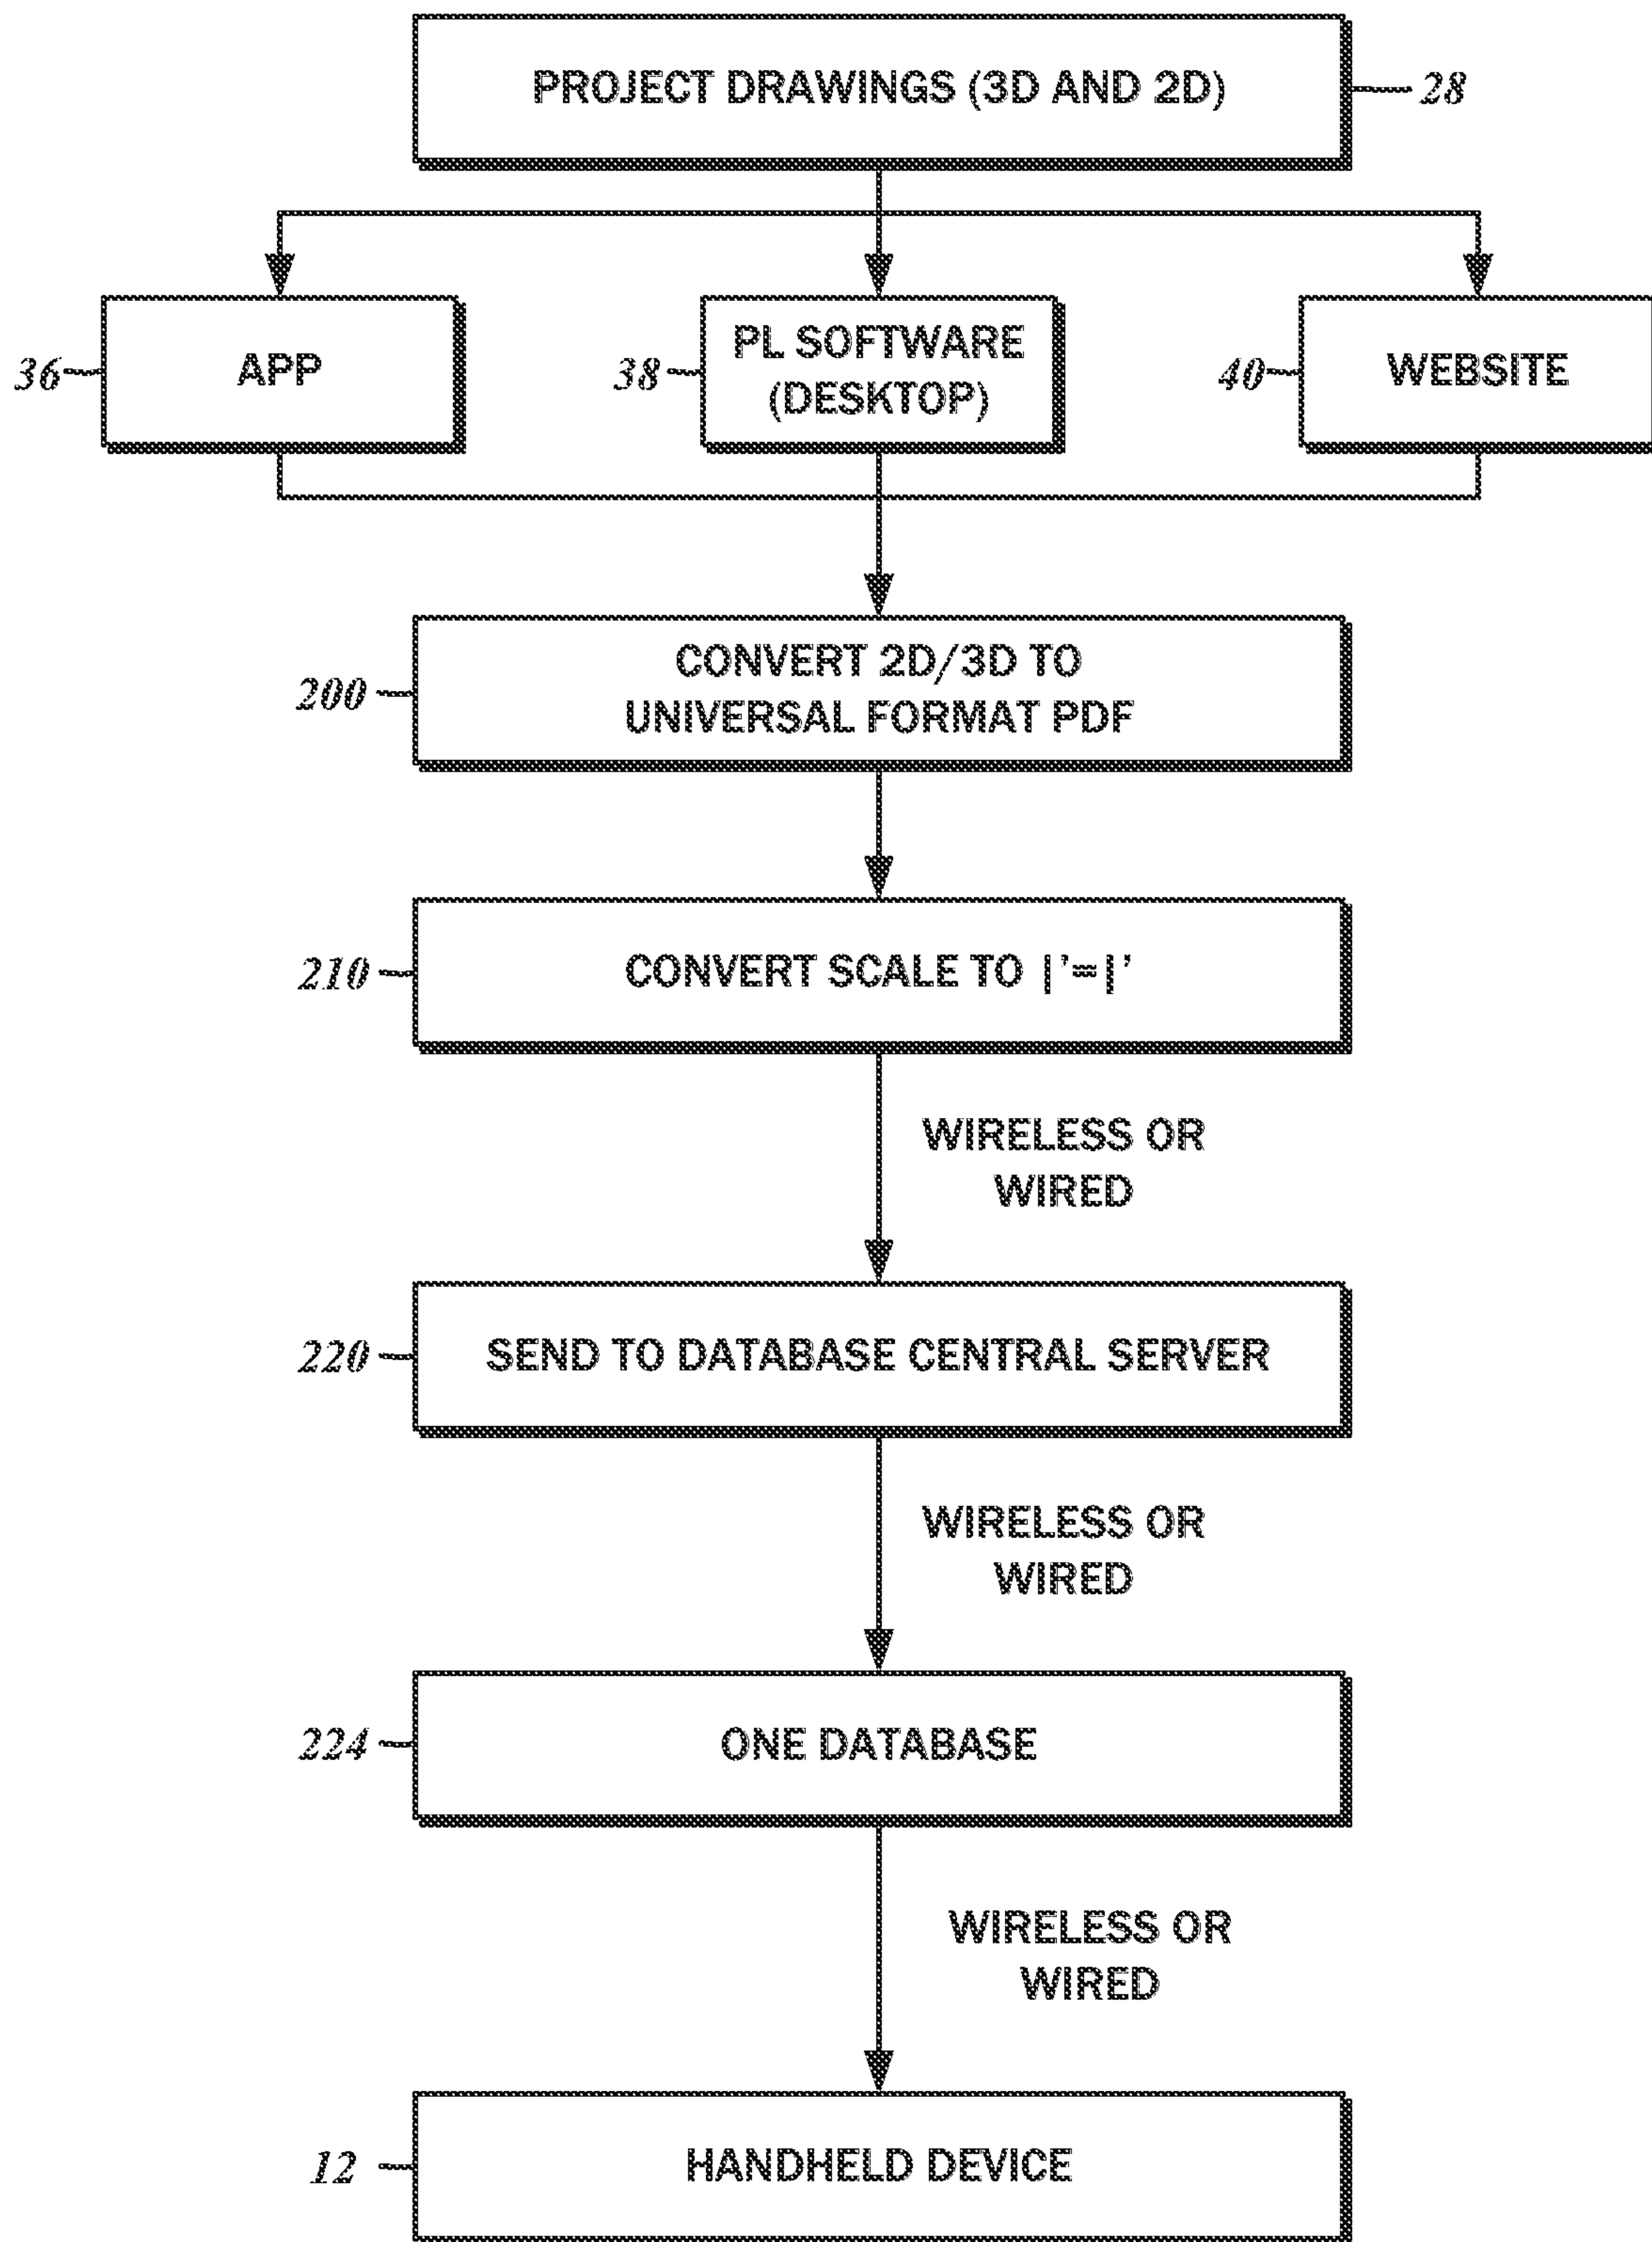 PROJECT DRAWINGS (3D AND 2D)
28
36
APP
38
PL SOFTWARE
(DESKTOP)
40
WEBSITE
200
CONVERT 2D/3D TO
UNIVERSAL FORMAT PDF
210
CONVERT SCALE TO |’=|’
WIRELESS OR
WIRED
220
SEND TO DATABASE CENTRAL SERVER
WIRELESS OR
WIRED
224
ONE DATABASE
WIRELESS OR
WIRED
12
HANDHELD DEVICE